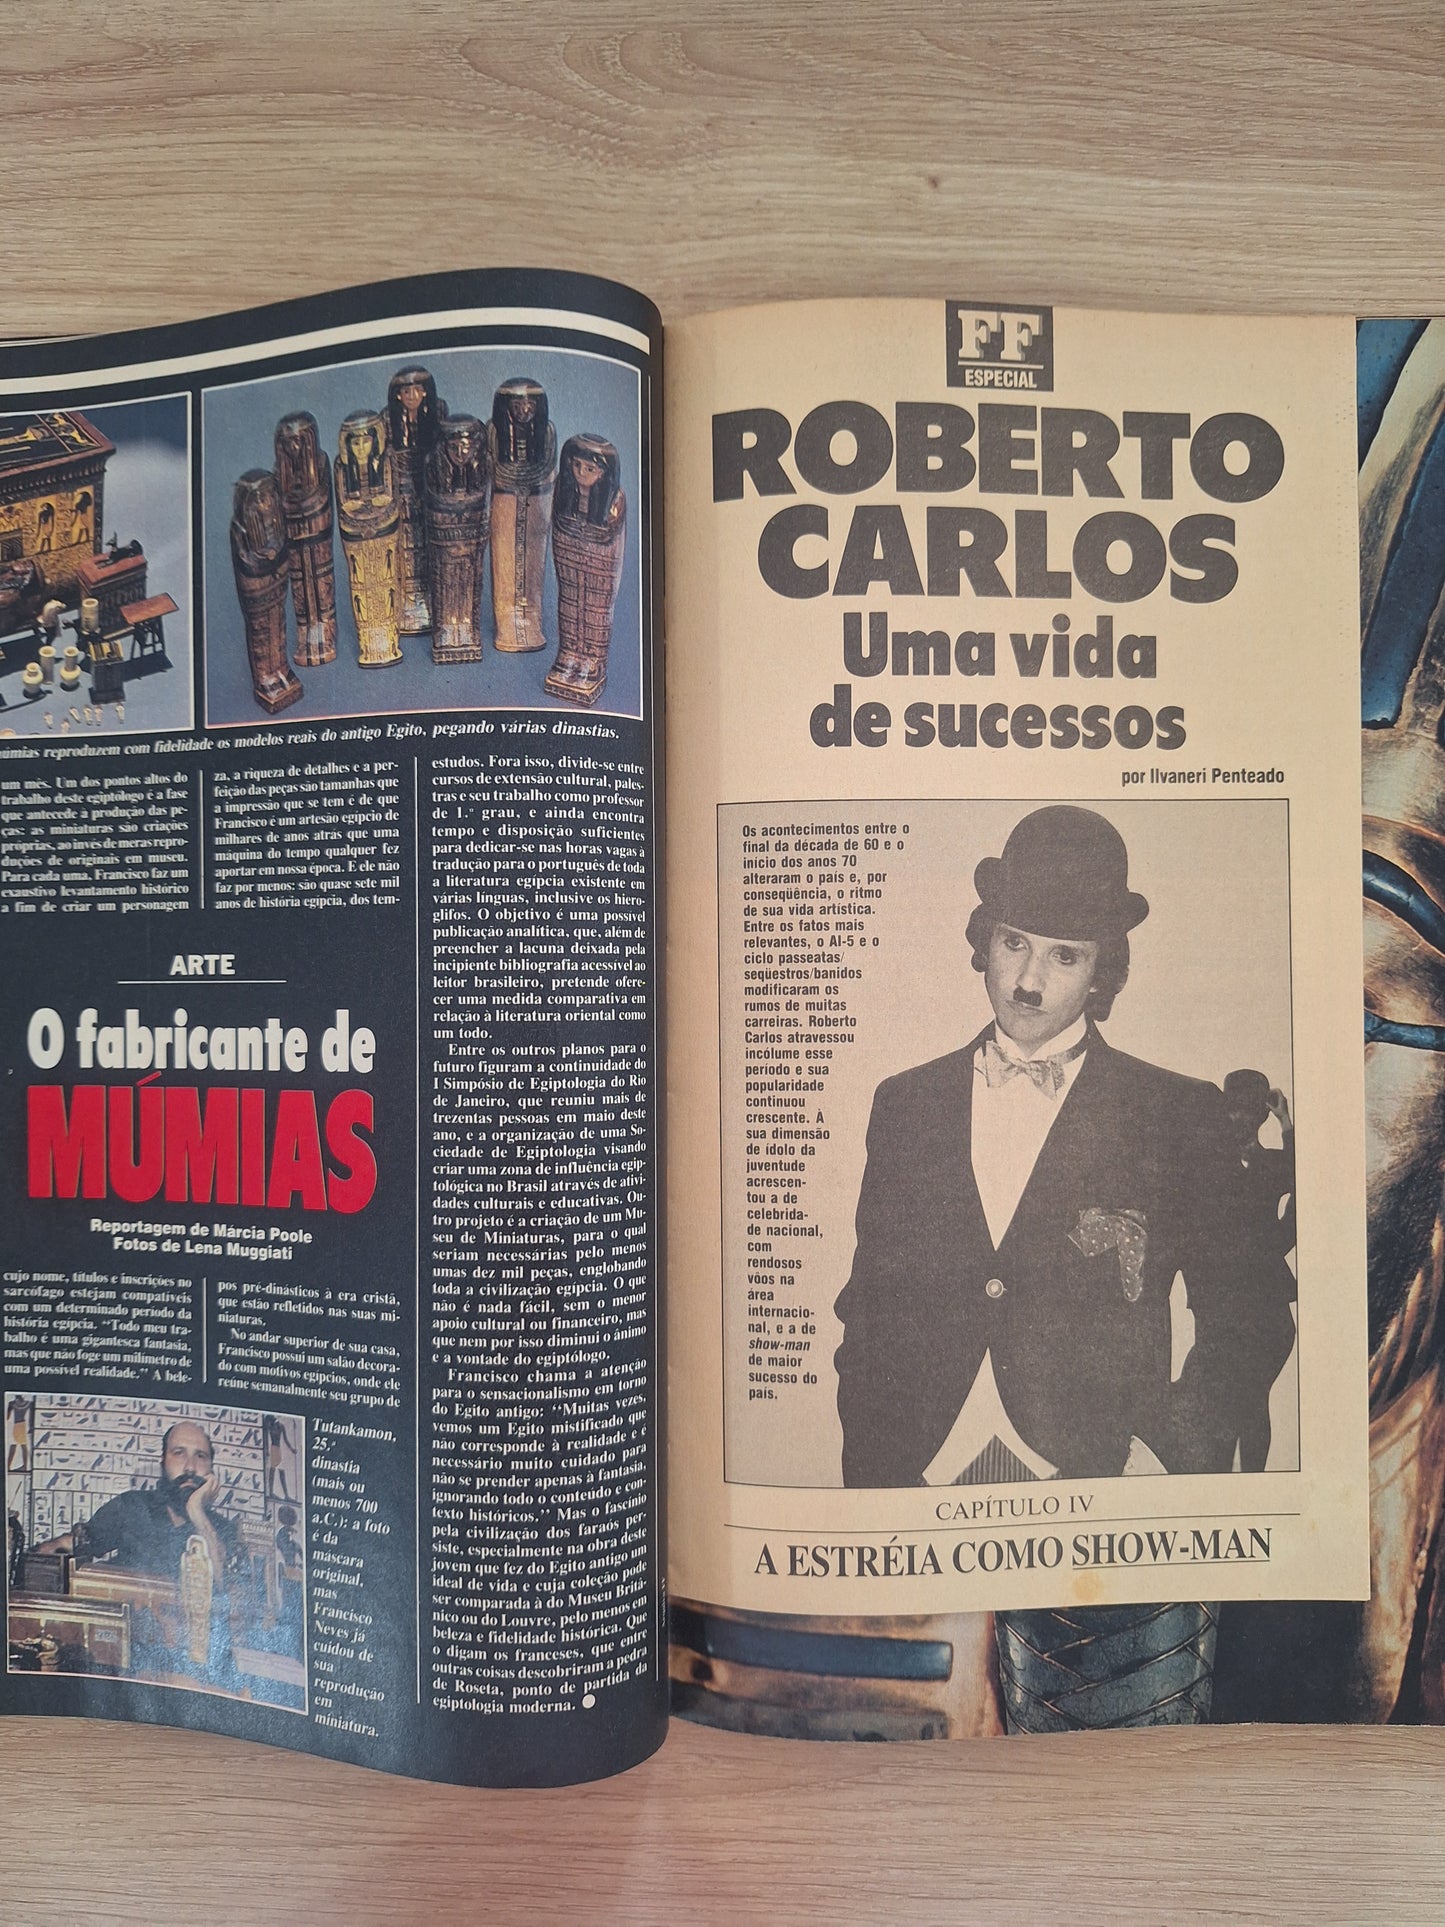 úmias reproduzem com fidelidade os modelos reais do antigo Egito, pegando várias dinastias.
um mês. Um dos pontos altos do
trabalho deste egiptólogo é a fase
que antecede à produção das pe-
ças: as miniaturas são criações
próprias, ao invés de meras repro-
duções de originais em museu.
Para cada uma, Francisco faz um
exaustivo levantamento histórico
a fim de criar um personagem
za, a riqueza de detalhes e a per-
feição das peças são tamanhas que
a impressão que se tem é de que
Francisco é um artesão egípcio de
milhares de anos atrás que uma
máquina do tempo qualquer fez
aportar em nossa época. E ele não
faz por menos: são quase sete mil
anos de história egípcia, dos tem-
ARTE
O fabricante de
MÚMIAS
Reportagem de Márcia Poole
Fotos de Lena Muggiati
cujo nome, títulos e inscrições no
sarcófago estejam compatíveis
com um determinado período da
história egípcia. "Todo meu tra-
balho é uma gigantesca fantasia,
mas que não foge um milímetro de
uma possível realidade." A bele-
pos pré-dinásticos à era cristã,
que estão refletidos nas suas mi-
niaturas.
No andar superior de sua casa,
Francisco possui um salão decora-
do com motivos egípcios, onde ele
reúne semanalmente seu grupo de
Tutankamon,
25.ª
dinastia
(mais ou
menos 700
a.C.): a foto
é da
máscara
original,
mas
Francisco
Neves já
cuidou de
sua
reprodução
em
miniatura.
estudos. Fora isso, divide-se entre
cursos de extensão cultural, pales-
tras e seu trabalho como professor
de 1.º grau, e ainda encontra
tempo e disposição suficientes
para dedicar-se nas horas vagas à
tradução para o português de toda
a literatura egípcia existente em
várias línguas, inclusive os hiero-
glifos. O objetivo é uma possível
publicação analítica, que, além de
preencher a lacuna deixada pela
incipiente bibliografia acessível ao
leitor brasileiro, pretende ofere-
cer uma medida comparativa em
relação à literatura oriental como
um todo.
Entre os outros planos para o
futuro figuram a continuidade do
I Simpósio de Egiptologia do Rio
de Janeiro, que reuniu mais de
trezentas pessoas em maio deste
ano, e a organização de uma So-
ciedade de Egiptologia visando
criar uma zona de influência egip-
tológica no Brasil através de ativi-
dades culturais e educativas. Ou-
tro projeto é a criação de um Mu-
seu de Miniaturas, para o qual
seriam necessárias pelo menos
umas dez mil peças, englobando
toda a civilização egípcia. O que
não é nada fácil, sem o menor
apoio cultural ou financeiro, mas
que nem por isso diminui o ânimo
e a vontade do egiptólogo.
Francisco chama a atenção
para o sensacionalismo em torno
do Egito antigo: "Muitas vezes,
vemos um Egito mistificado que
não corresponde à realidade e é
necessário muito cuidado para
não se prender apenas à fantasia,
ignorando todo o conteúdo e con-
texto históricos." Mas o fascínio
pela civilização dos faraós per-
siste, especialmente na obra deste
jovem que fez do Egito antigo um
ideal de vida e cuja coleção pode
ser comparada à do Museu Britâ-
nico ou do Louvre, pelo menos em
beleza e fidelidade histórica. Que
o digam os franceses, que entre
outras coisas descobriram a pedra
de Roseta, ponto de partida da
egiptologia moderna.
FF
ESPECIAL
ROBERTO
CARLOS
Uma vida
de sucessos
por Ilvaneri Penteado
Os acontecimentos entre o
final da década de 60 e o
início dos anos 70
alteraram o país e, por
conseqüência, o ritmo
de sua vida artística.
Entre os fatos mais
relevantes, o AI-5 e o
ciclo passeatas/
seqüestros/banidos
modificaram os
rumos de muitas
carreiras. Roberto
Carlos atravessou
incólume esse
período e sua
popularidade
continuou
crescente. À
sua dimensão
de ídolo da
juventude
acrescen-
tou a de
celebrida-
de nacional,
com
rendosos
vôos na
área
internacio-
nal, e a de
show-man
de maior
sucesso do
país.
CAPÍTULO IV
A ESTRÉIA COMO SHOW-MAN